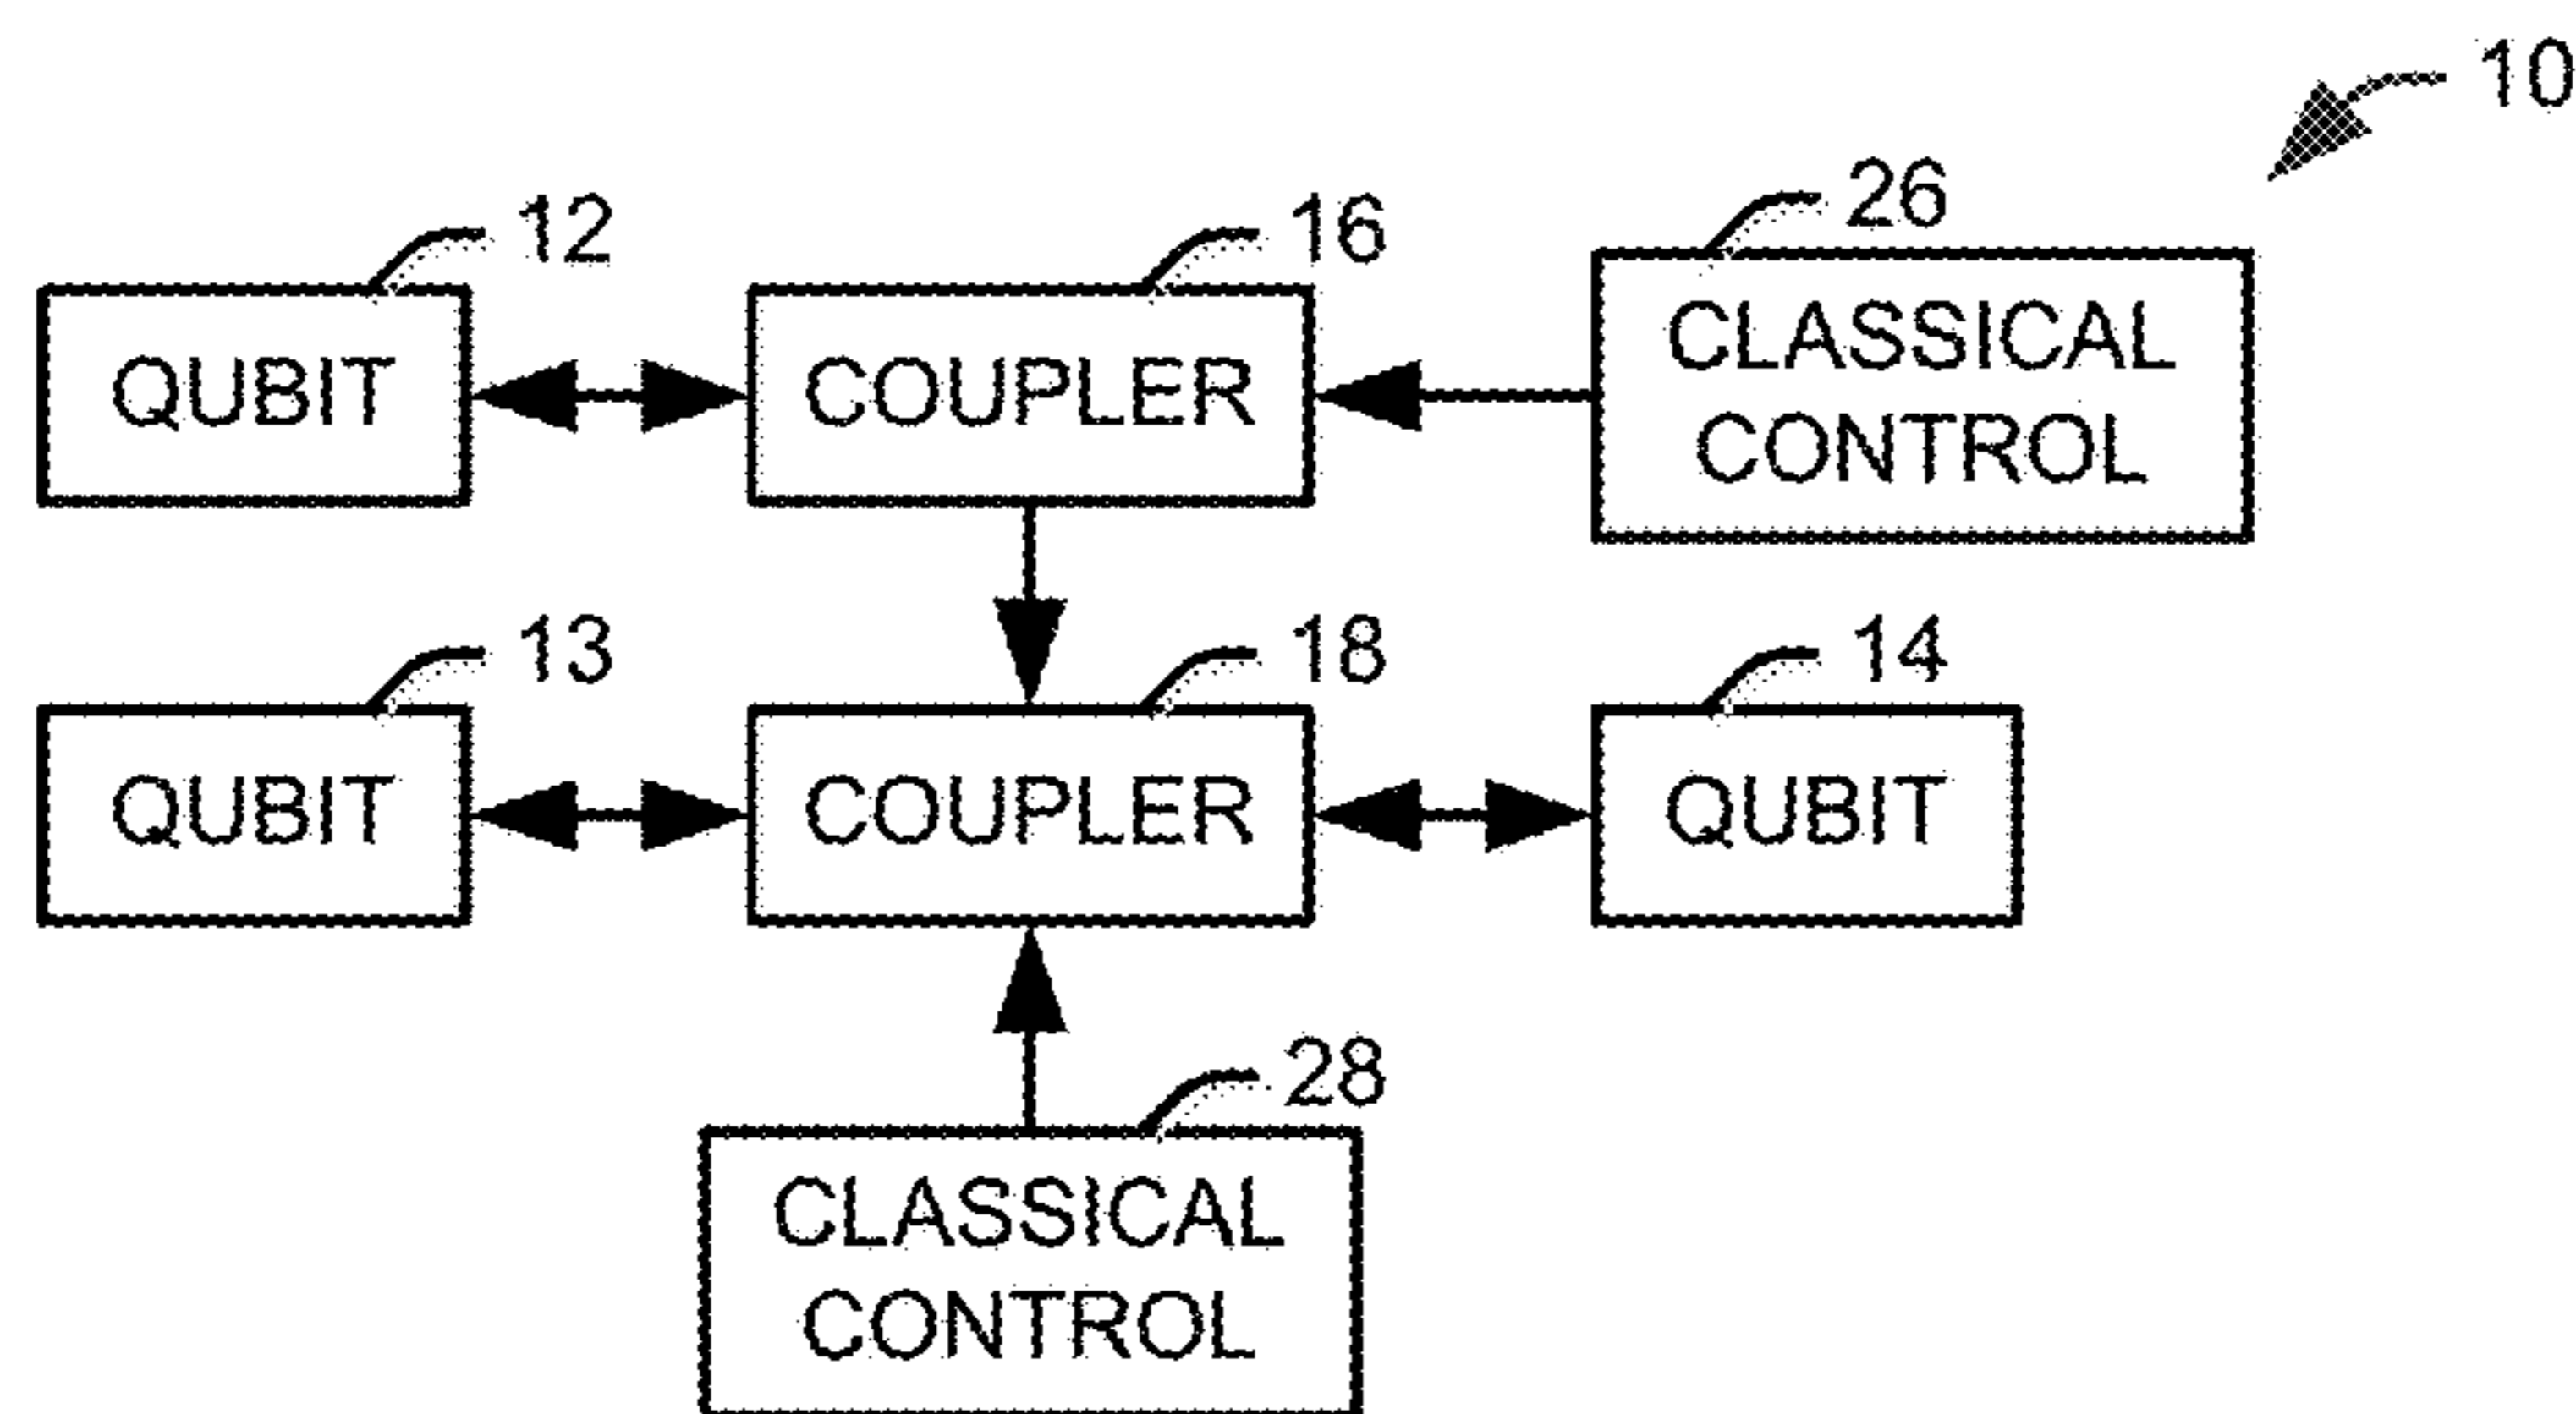 10
12
16
26
QUBIT
COUPLER
CLASSICAL
CONTROL
13
18
14
QUBIT
COUPLER
QUBIT
28
CLASSICAL
CONTROL